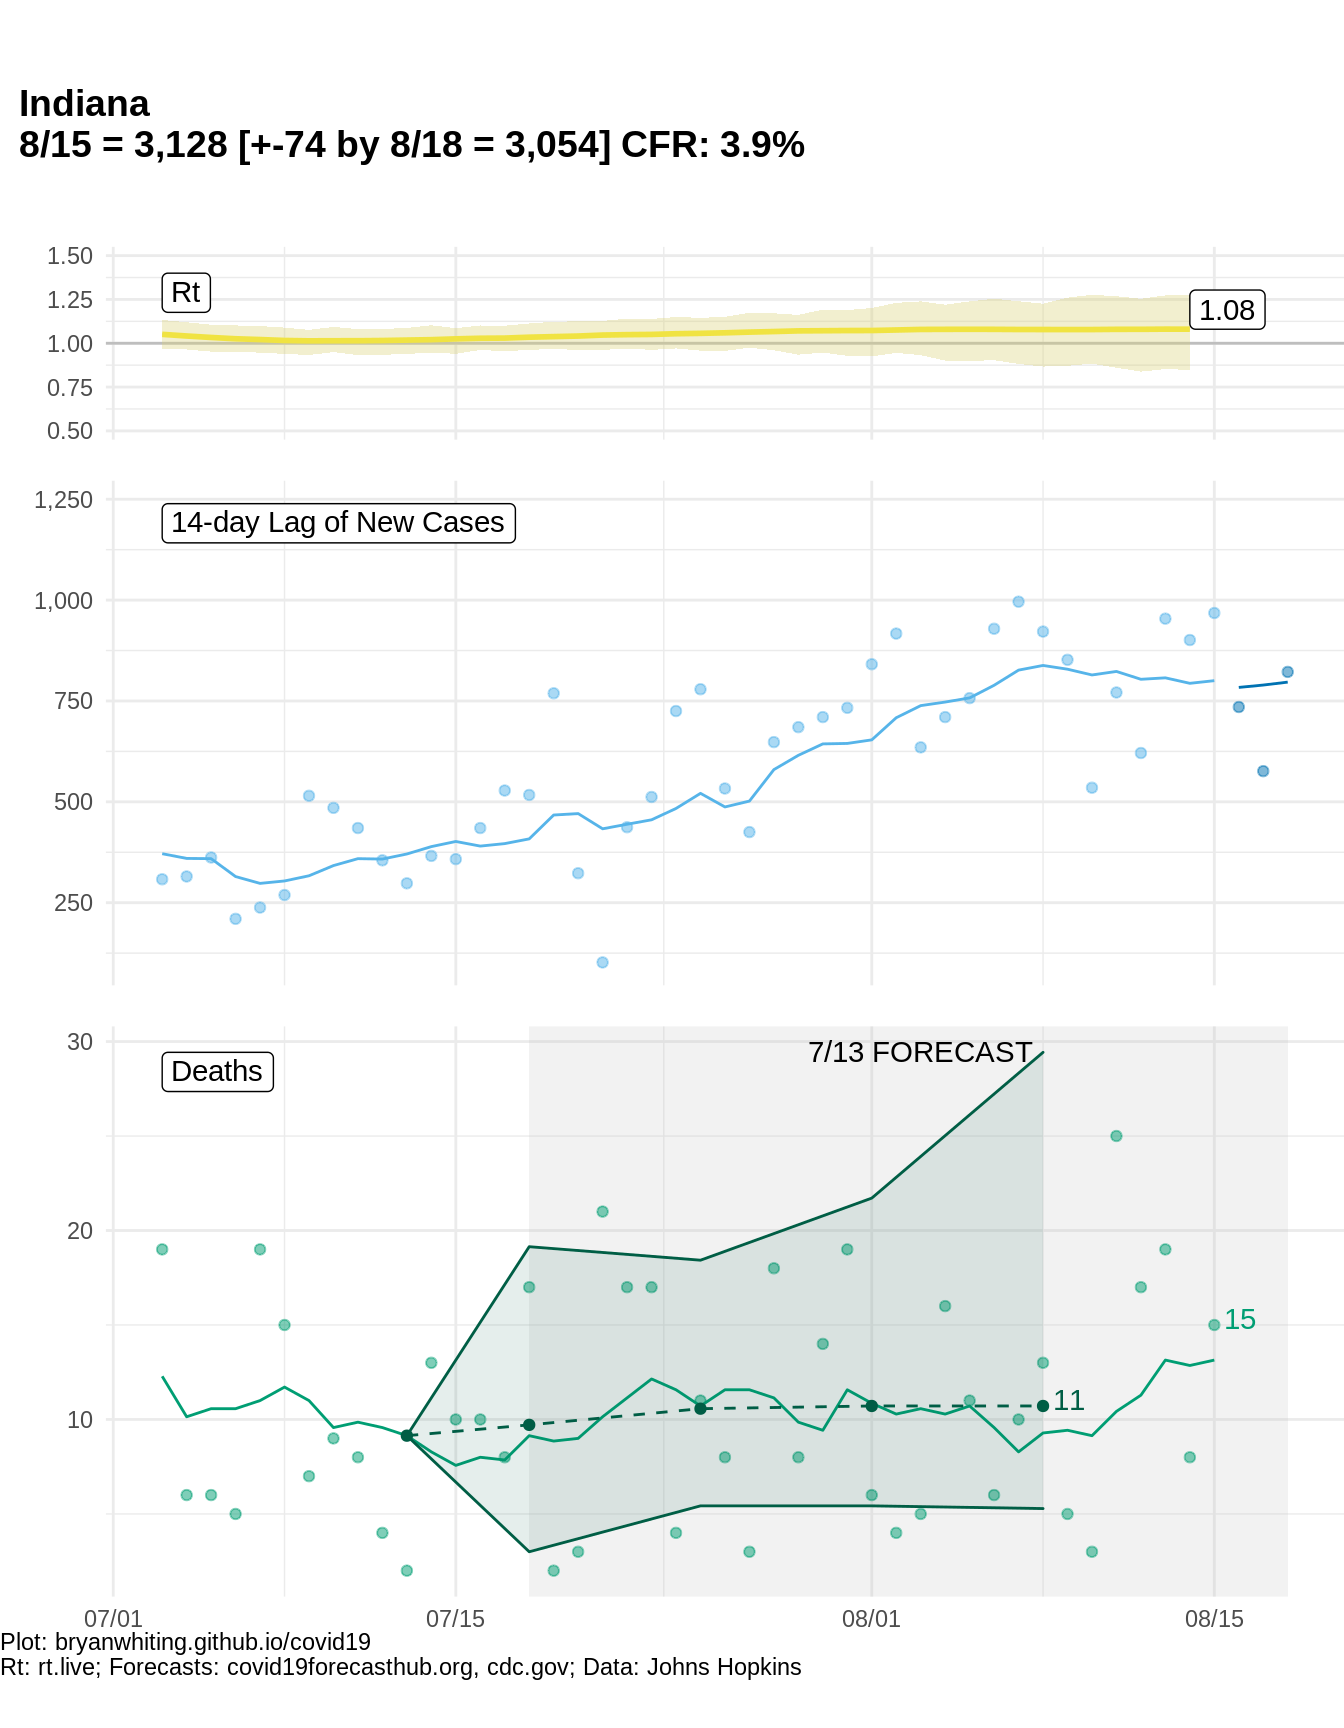 Indiana
8/15 = 3,128 [+-74 by 8/18 = 3,054] CFR: 3.9%
1.50
Rt
1.25
1.08
1.00
0.75
0.50
1,250
14-day Lag of New Cases
1,000
750
500
250
30
7/13 FORECAST
Deaths
20
15
11
10
07/01
07/15
08/01
08/15
Plot: bryanwhiting.github.io/covid19
Rt: rt.live; Forecasts: covid19forecasthub.org, cdc.gov; Data: Johns Hopkins